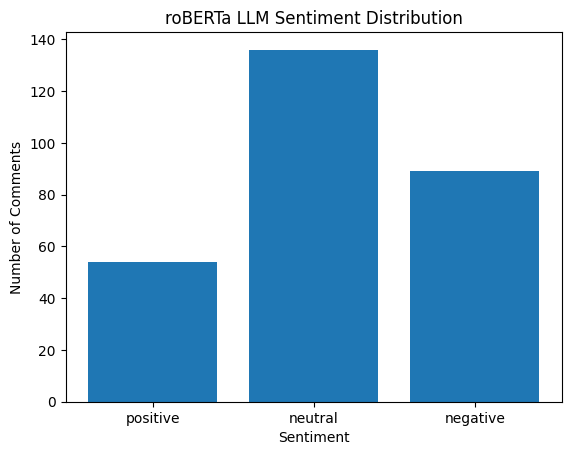 roBERTa LLM Sentiment Distribution
140
120
100
80
60
40
20
0
Number of Comments
positive neutral negative
Sentiment